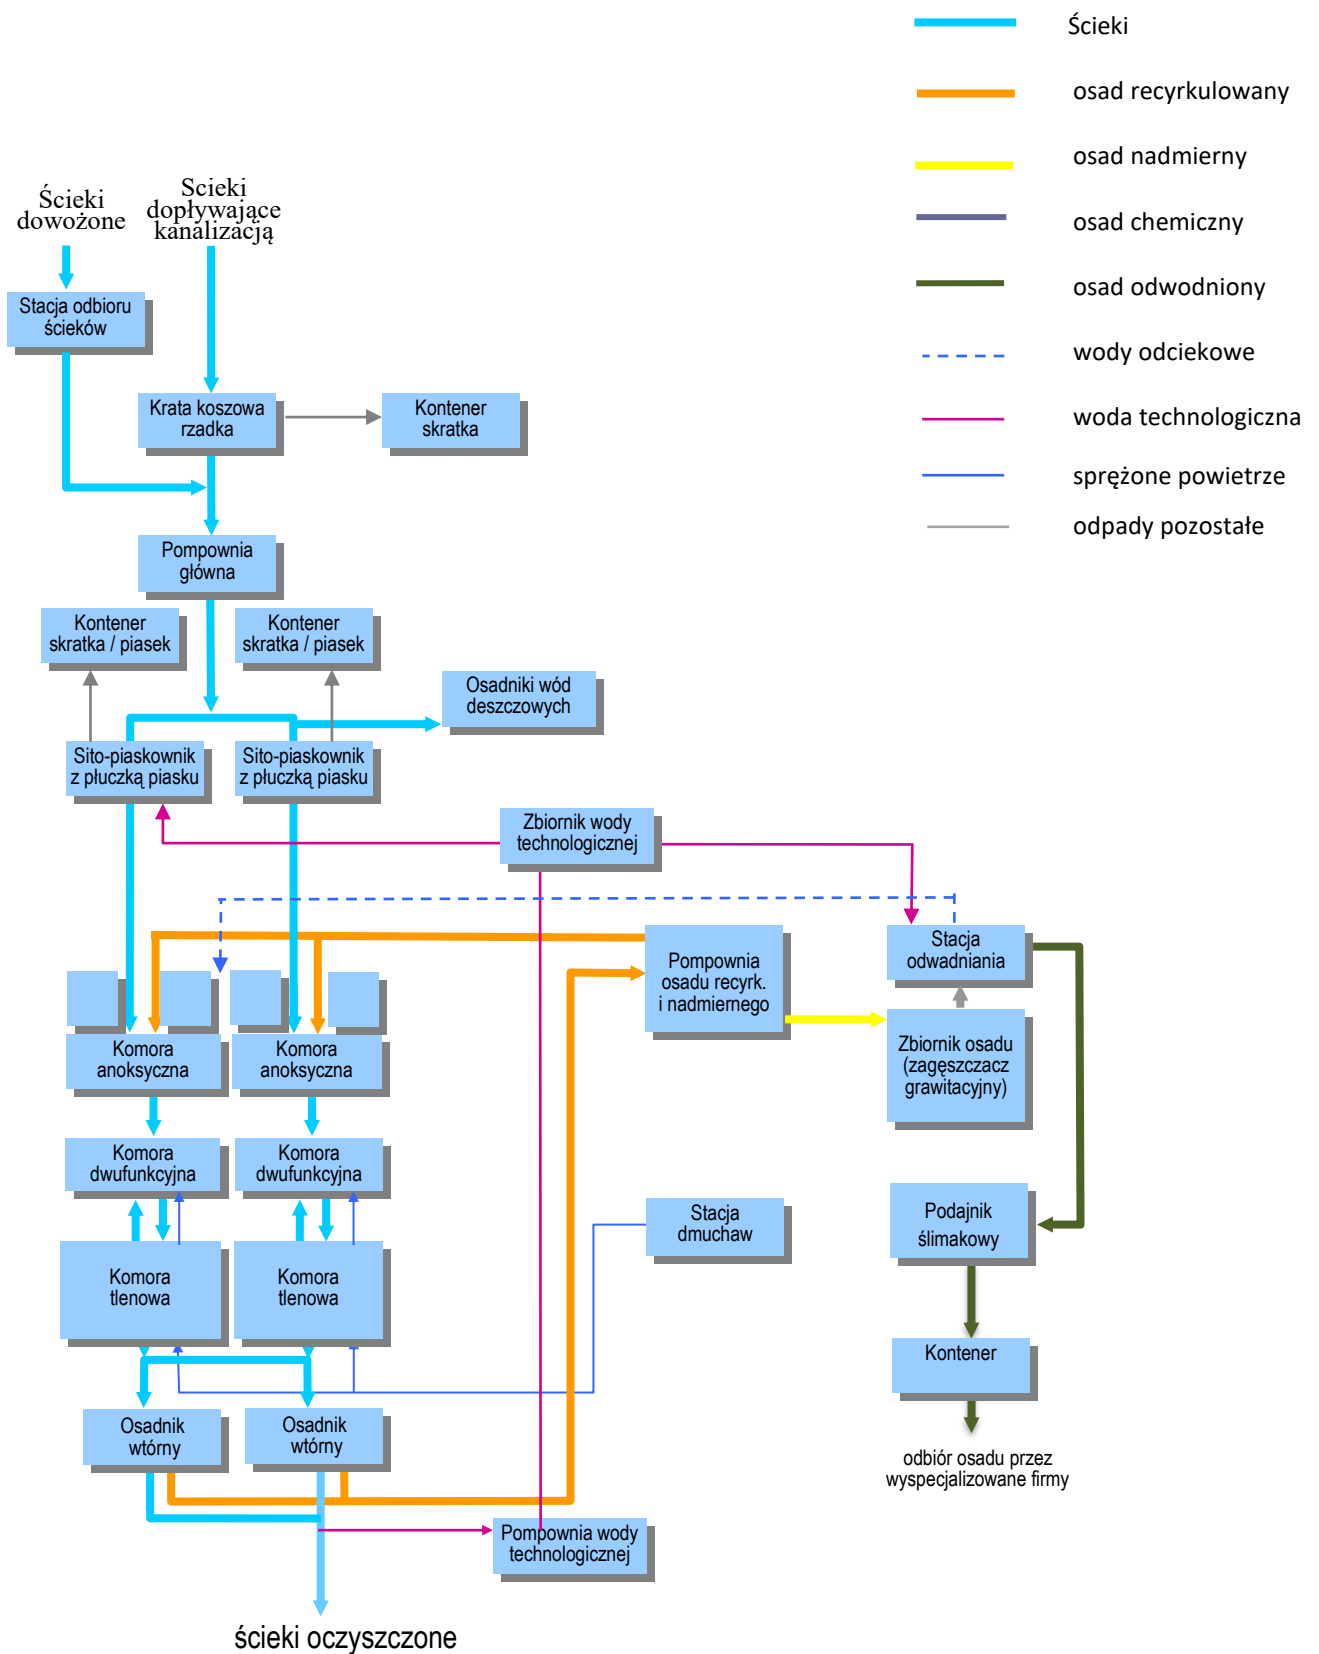 Ścieki
osad recyrkulowany
osad nadmierny
osad chemiczny
osad odwodniony
wody odciekowe
woda technologiczna
sprężone powietrze
odpady pozostałe
Ścieki
dowożone
Scieki
dopływające
kanalizacją
Stacja odbioru
ścieków
Krata koszowa
rzadka
Kontener
skratka
Pompownia
główna
Kontener
skratka / piasek
Kontener
skratka / piasek
Osadniki wód
deszczowych
Sito-piaskownik
z płuczką piasku
Sito-piaskownik
z płuczką piasku
Zbiornik wody
technologicznej
Pompownia
osadu recyrk.
i nadmiernego
Stacja
odwadniania
Zbiornik osadu
(zagęszczacz
grawitacyjny)
Komora
anoksyczna
Komora
anoksyczna
Komora
dwufunkcyjna
Komora
dwufunkcyjna
Stacja
dmuchaw
Podajnik
ślimakowy
Komora
tlenowa
Komora
tlenowa
Kontener
Osadnik
wtórny
Osadnik
wtórny
odbiór osadu przez
wyspecjalizowane firmy
Pompownia wody
technologicznej
ścieki oczyszczone